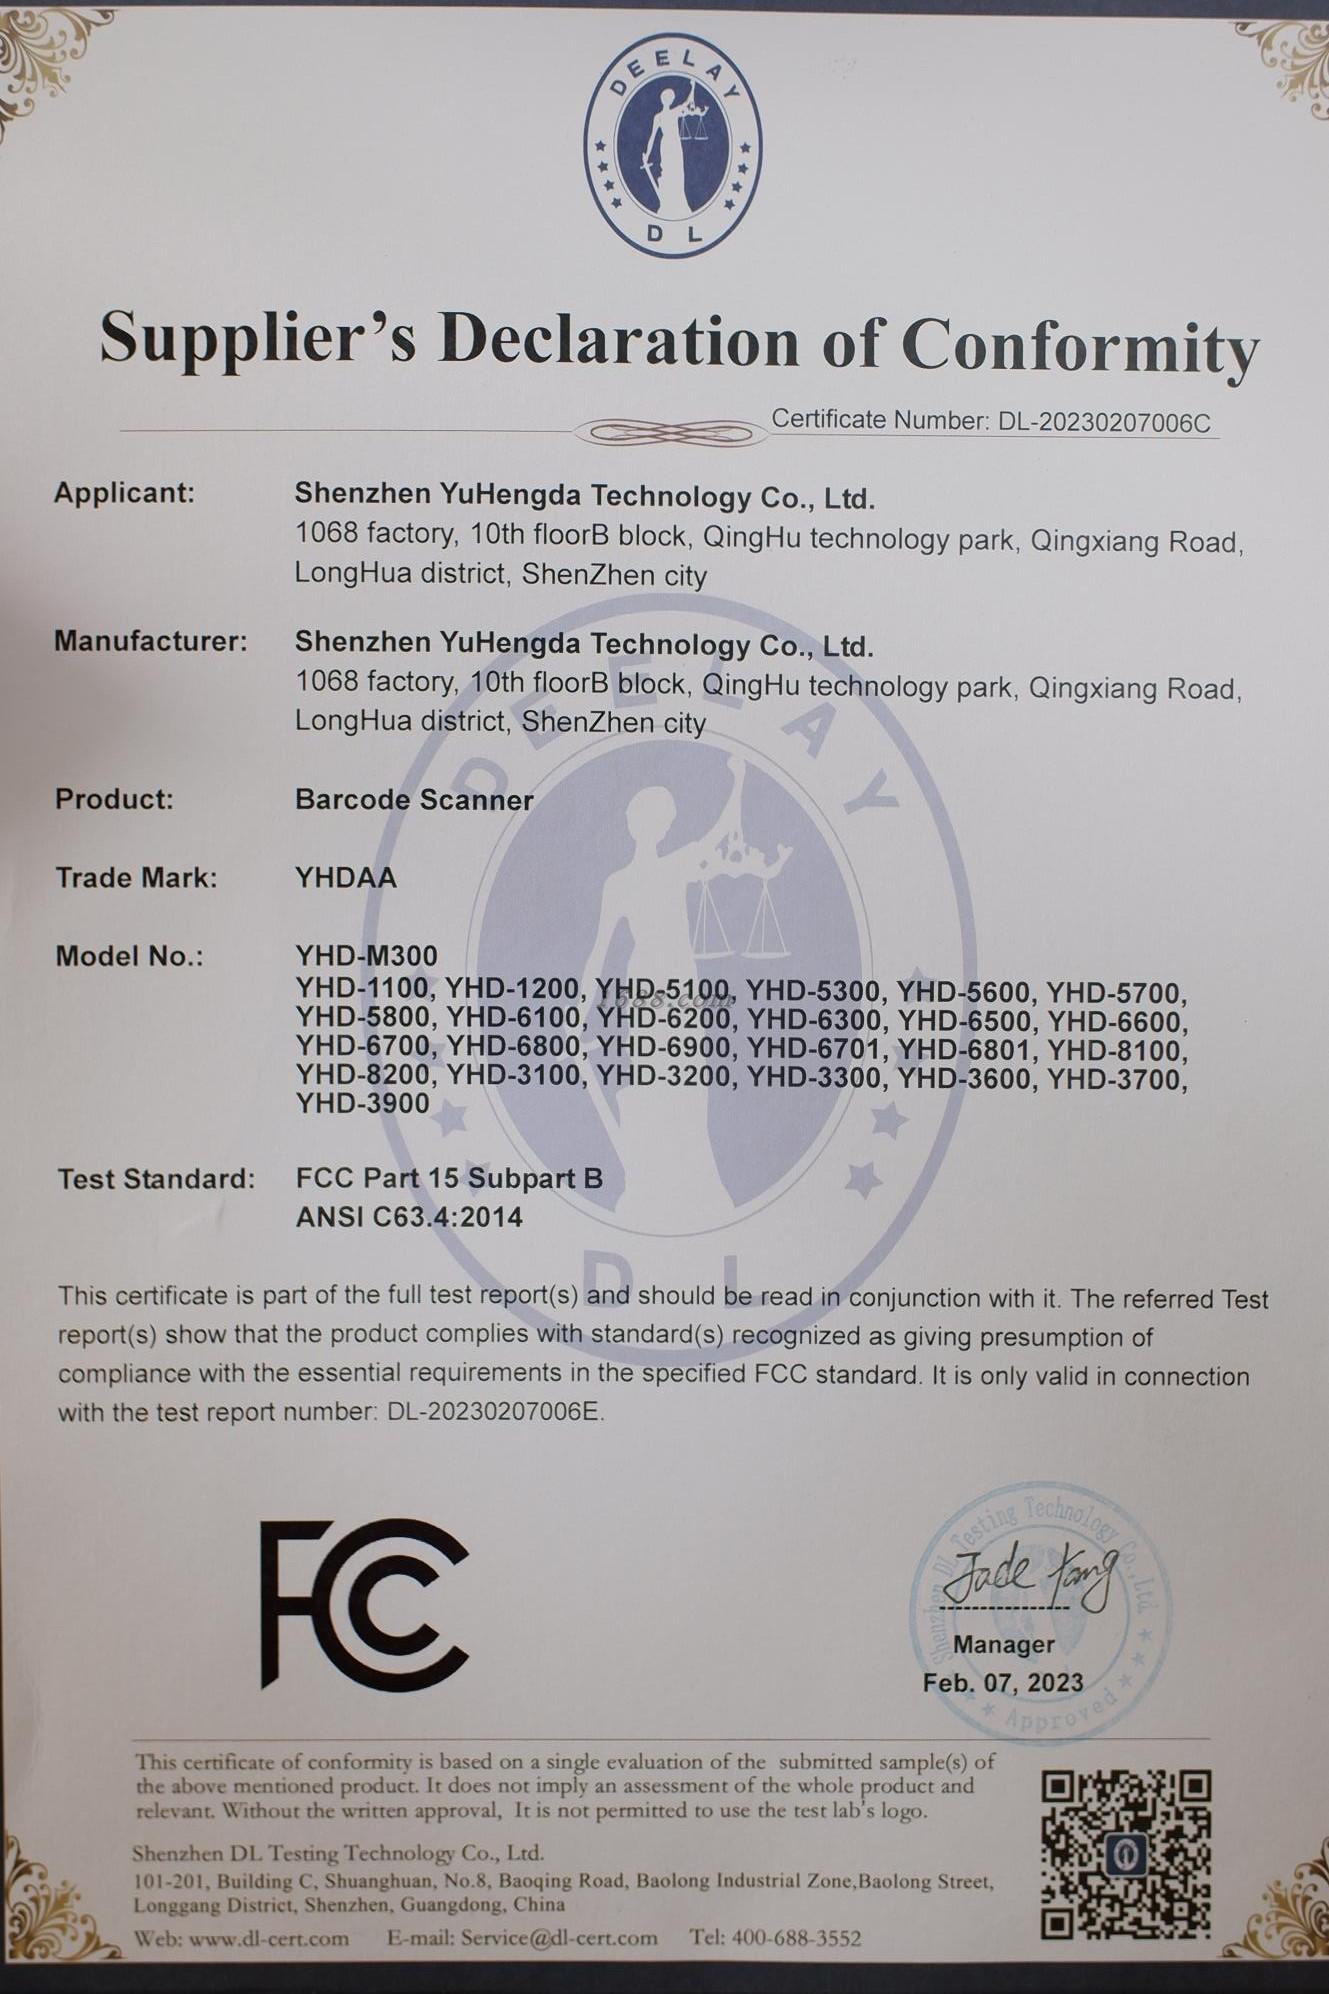 DEELAY
D L
Supplier's Declaration of Conformity
Certificate Number: DL-20230207006C
Applicant: Shenzhen YuHengda Technology Co., Ltd.
1068 factory, 10th floorB block, QingHu technology park, Qingxiang Road,
LongHua district, ShenZhen city
Manufacturer: Shenzhen YuHengda Technology Co., Ltd.
1068 factory, 10th floorB block, QingHu technology park, Qingxiang Road,
LongHua district, ShenZhen city
Product: Barcode Scanner
Trade Mark: YHDAA
Model No.: YHD-M300
YHD-1100, YHD-1200, YHD-5100, YHD-5300, YHD-5600, YHD-5700,
YHD-5800, YHD-6100, YHD-6200, YHD-6300, YHD-6500, YHD-6600,
YHD-6700, YHD-6800, YHD-6900, YHD-6701, YHD-6801, YHD-8100,
YHD-8200, YHD-3100, YHD-3200, YHD-3300, YHD-3600, YHD-3700,
YHD-3900
1688.com
DEELAY
D L
Test Standard: FCC Part 15 Subpart B
ANSI C63.4:2014
This certificate is part of the full test report(s) and should be read in conjunction with it. The referred Test
report(s) show that the product complies with standard(s) recognized as giving presumption of
compliance with the essential requirements in the specified FCC standard. It is only valid in connection
with the test report number: DL-20230207006E.
FCC
Shenzhen DL Testing Technology Co., Ltd.
Jade Yang
Manager
Feb. 07, 2023
Approved
This certificate of conformity is based on a single evaluation of the submitted sample(s) of
the above mentioned product. It does not imply an assessment of the whole product and
relevant. Without the written approval, It is not permitted to use the test lab's logo.
Shenzhen DL Testing Technology Co., Ltd.
101-201, Building C, Shuanghuan, No.8, Baoqing Road, Baolong Industrial Zone,Baolong Street,
Longgang District, Shenzhen, Guangdong, China
Web: www.dl-cert.com E-mail: Service@dl-cert.com Tel: 400-688-3552